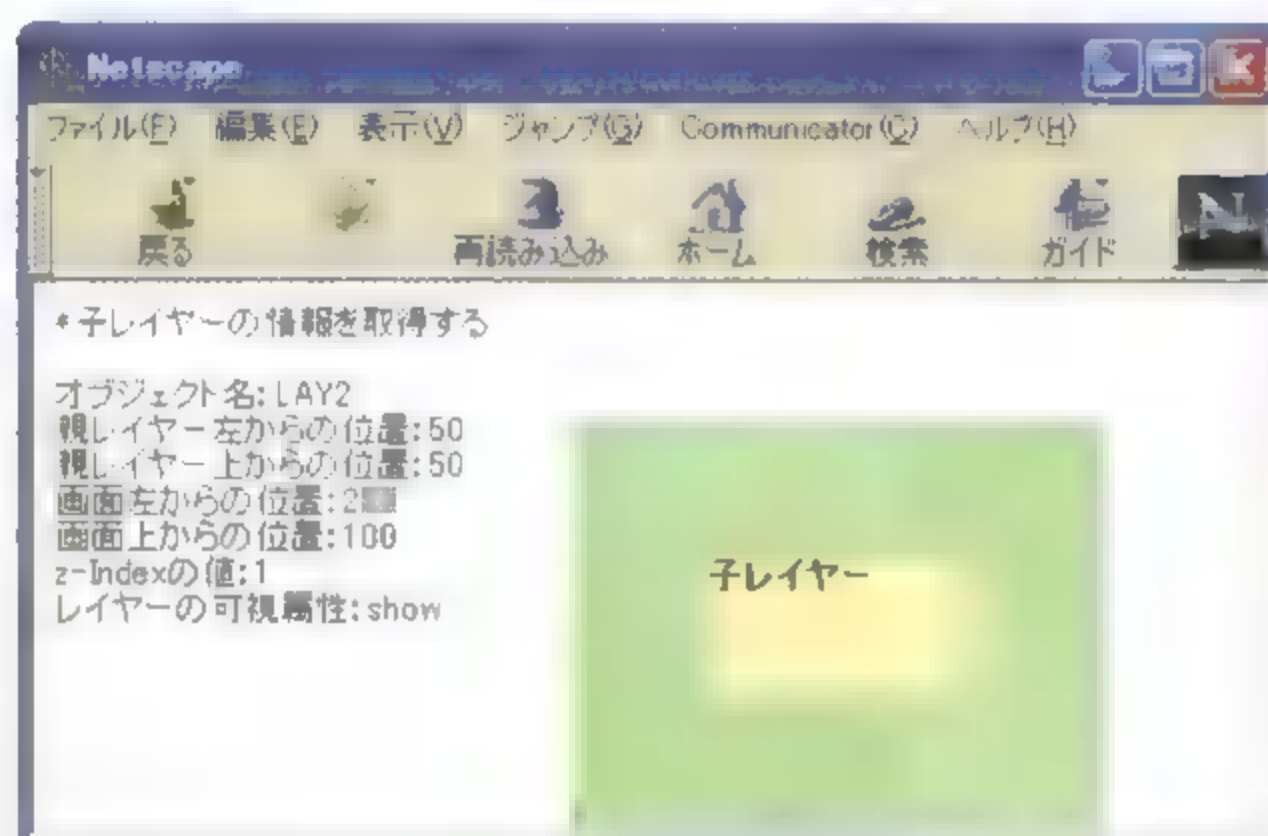 Netscape
ファイル(F) 編集(E) 表示(V) ジャンプ(G) Communicator(C) ヘルプ(H)
戻る 再読み込み ホーム 検索 ガイド
N
*子レイヤーの情報を取得する
オブジェクト名:LAY2
親レイヤー左からの位置:50
親レイヤー上からの位置:50
画面左からの位置:
画面上からの位置:100
z-Indexの値:1
レイヤーの可視属性:show
子レイヤー